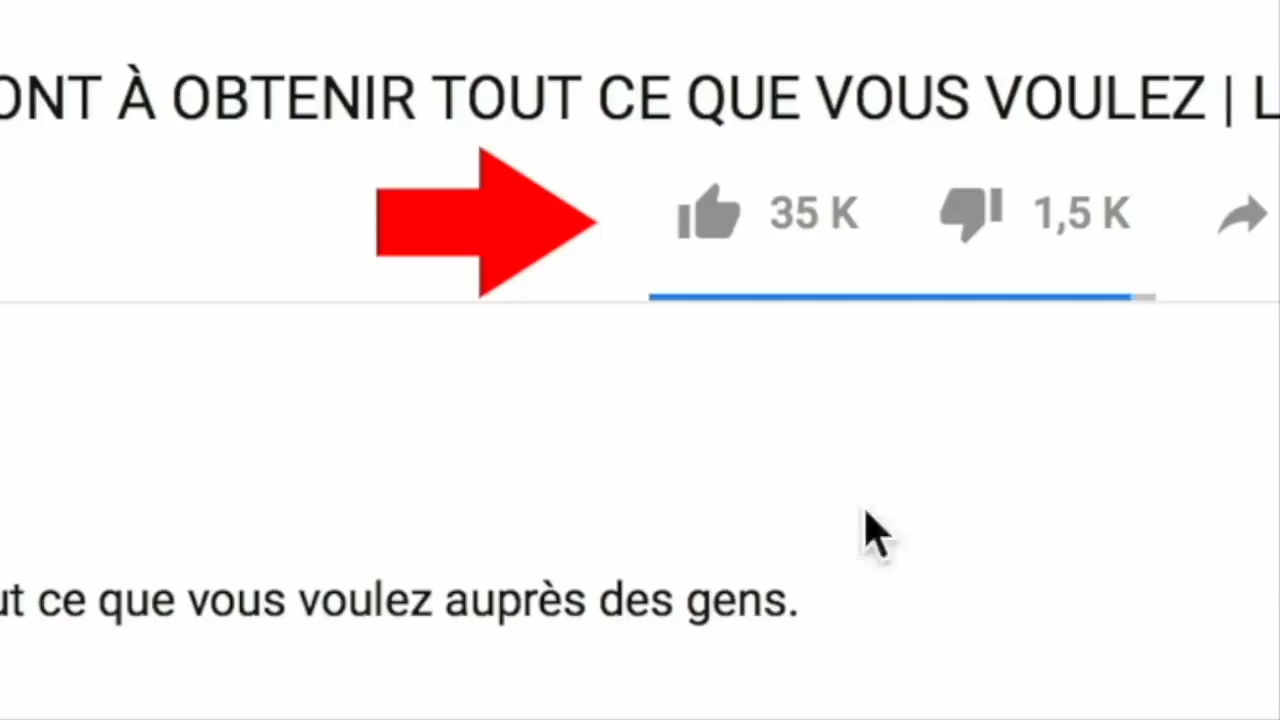 ONT À OBTENIR TOUT CE QUE VOUS VOULEZ | L
35 K 1,5 K
ut ce que vous voulez auprès des gens.